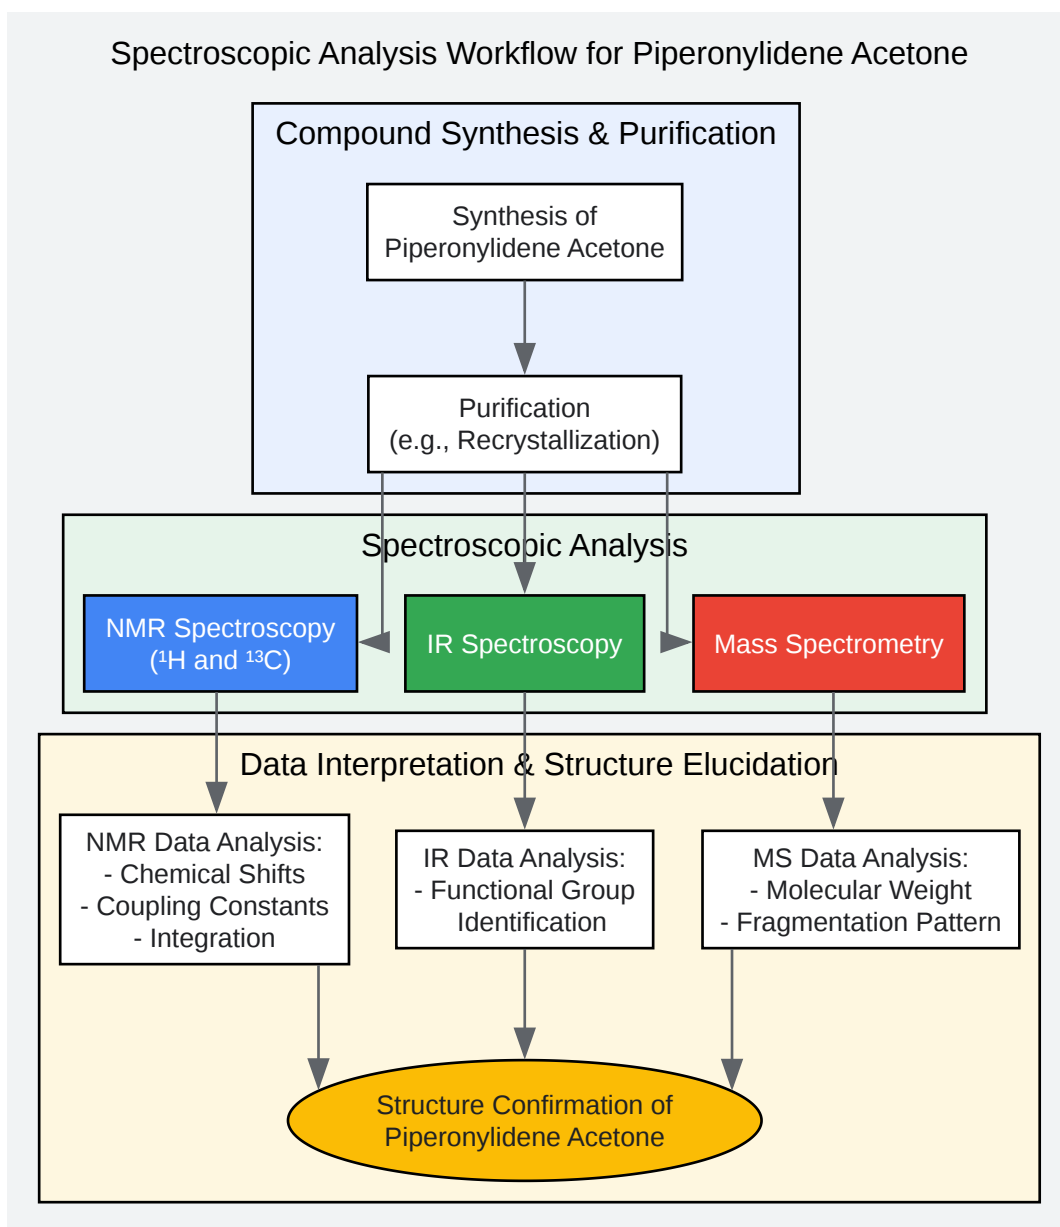 Spectroscopic Analysis Workflow for Piperonylidene Acetone
Compound Synthesis & Purification
Synthesis of
Piperonylidene Acetone
Purification
(e.g., Recrystallization)
Spectroscopic Analysis
NMR Spectroscopy
(¹H and ¹³C)
IR Spectroscopy
Mass Spectrometry
Data Interpretation & Structure Elucidation
NMR Data Analysis:
- Chemical Shifts
- Coupling Constants
- Integration
IR Data Analysis:
- Functional Group
Identification
MS Data Analysis:
- Molecular Weight
- Fragmentation Pattern
Structure Confirmation of
Piperonylidene Acetone